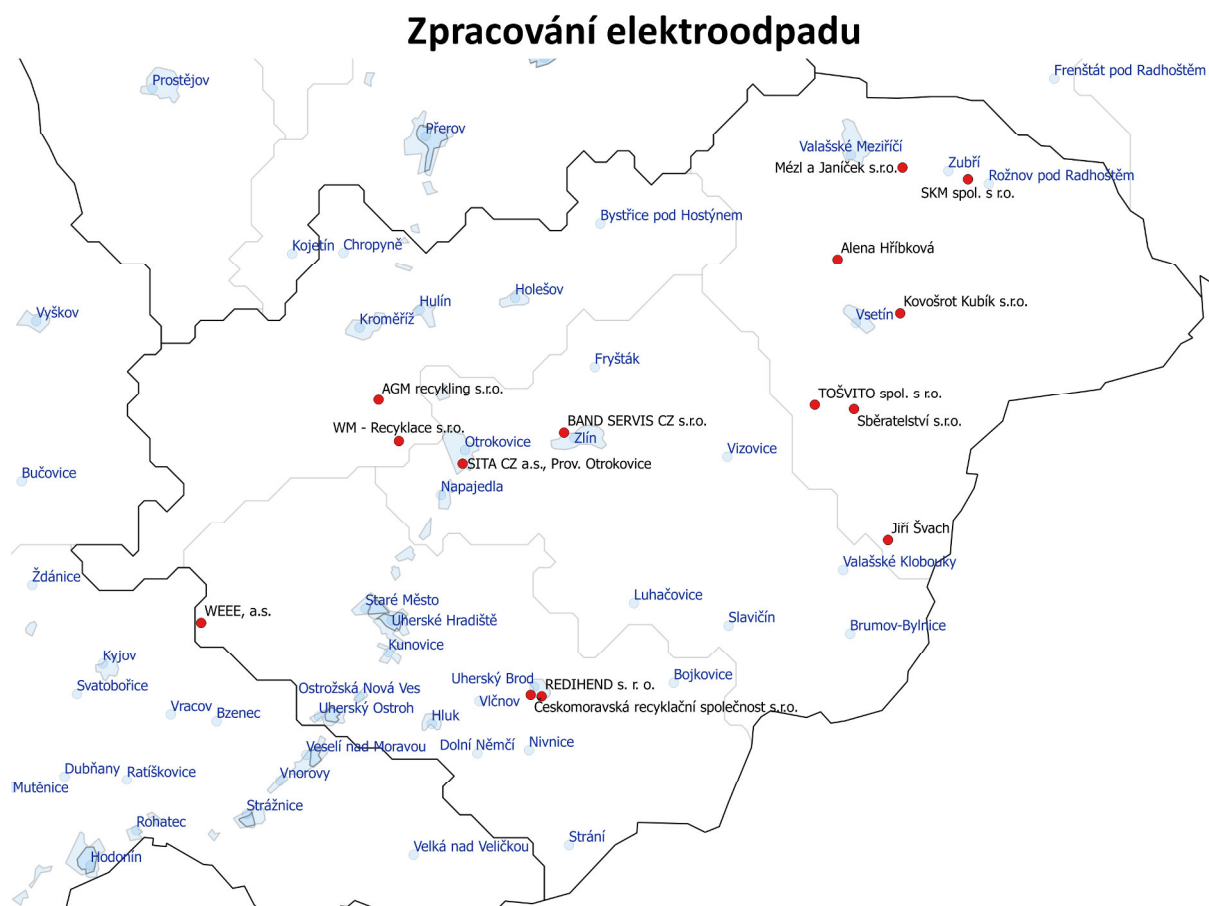 Zpracování elektroodpadu
Frenštát pod Radhoštěm
Prostějov
Přerov
Valašské Meziříčí
Mézl a Janíček s.r.o.
Zubří
Rožnov pod Radhoštěm
SKM spol. s r.o.
Bystřice pod Hostýnem
Kojetín
Chropyně
Alena Hříbková
Holešov
Hulín
Kovošrot Kubík s.r.o.
Vyškov
Kroměříž
Vsetín
Fryšták
AGM recykling s.r.o.
TOŠVITO spol. s r.o.
WM - Recyklace s.r.o.
BAND SERVIS CZ s.r.o.
Sběratelství s.r.o.
Otrokovice
Zlín
Vizovice
SITA CZ a.s., Prov. Otrokovice
Bučovice
Napajedla
Jiří Švach
Valašské Klobouky
Ždánice
Luhačovice
Staré Město
WEEE, a.s.
Uherské Hradiště
Slavičín
Brumov-Bylnice
Kunovice
Kyjov
Svatobořice
Ostrožská Nová Ves
Uherský Brod
REDIHEND s. r. o.
Bojkovice
Vlčnov
Českomoravská recyklační společnost s.r.o.
Vracov
Bzenec
Uherský Ostroh
Hluk
Veselí nad Moravou
Dolní Němčí
Nivnice
Dubňany
Ratíškovice
Vnorovy
Mutěnice
Strážnice
Rohatec
Hodonín
Velká nad Veličkou
Strání